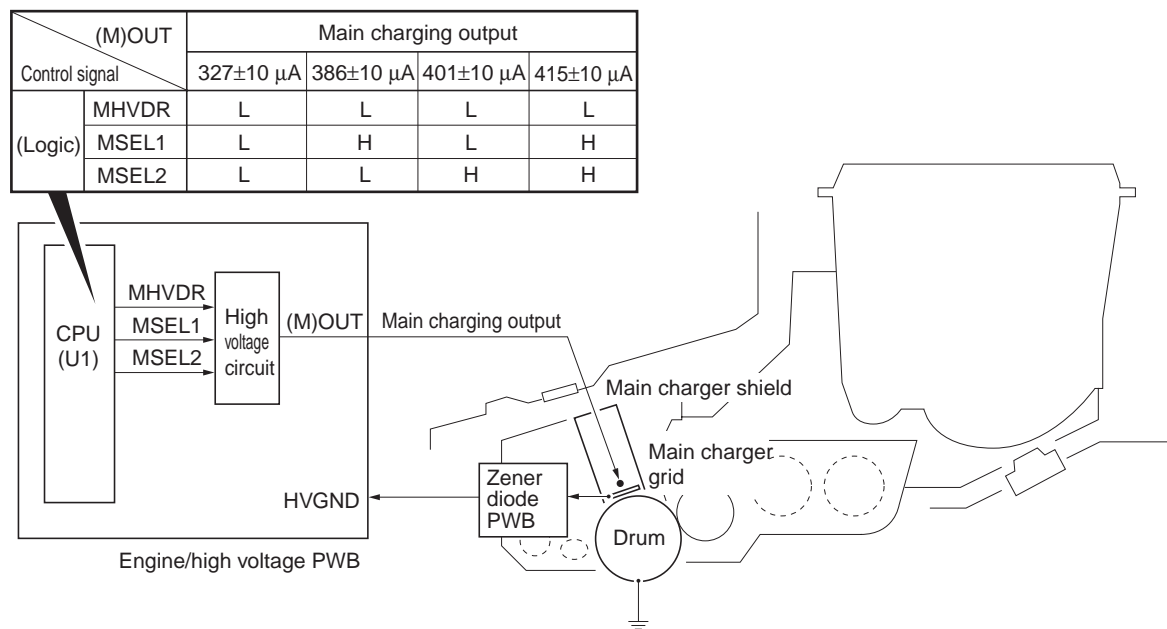 (M)OUT Main charging output
Control signal 327±10 µA 386±10 µA 401±10 µA 415±10 µA
(Logic) MHVDR L L L L
MSEL1 L H L H
MSEL2 L L H H
CPU
(U1)
MHVDR
MSEL1
MSEL2
High
voltage
circuit
(M)OUT
Main charging output
Main charger shield
Main charger
grid
Zener
diode
PWB
HVGND
Drum
Engine/high voltage PWB